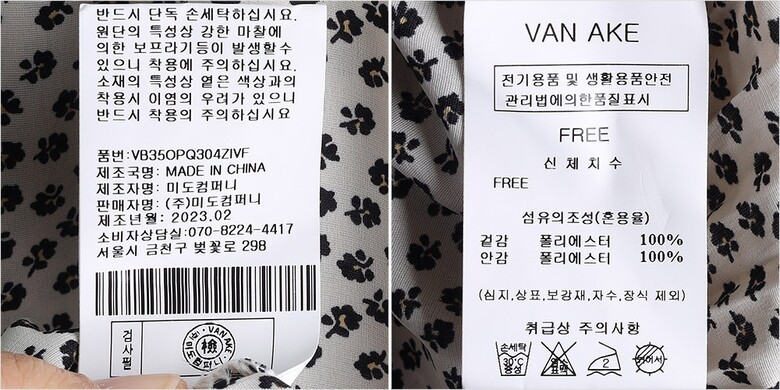 반드시 단독 손세탁하십시요.
원단의 특성상 강한 마찰에
의한 보프라기등이 발생할수
있으니 착용에 주의하십시요.
소재의 특성상 옅은 색상과의
착용시 이염의 우려가 있으니
반드시 착용의 주의하십시요
품번:VB35OPQ304ZIVF
제조국명: MADE IN CHINA
제조자명: 미도컴퍼니
판매자명: (주)미도컴퍼니
제조년월: 2023.02
소비자상담실:070-8224-4417
서울시 금천구 벚꽃로 298
검사필
VAN AKE
檢
VAN AKE
전기용품 및 생활용품안전
관리법에의한품질표시
FREE
신체치수
FREE
섬유의조성(혼용율)
겉감 폴리에스터 100%
안감 폴리에스터 100%
(심지,상표,보강재,자수,장식 제외)
취급상 주의사항
손세탁
30°C
중성
2